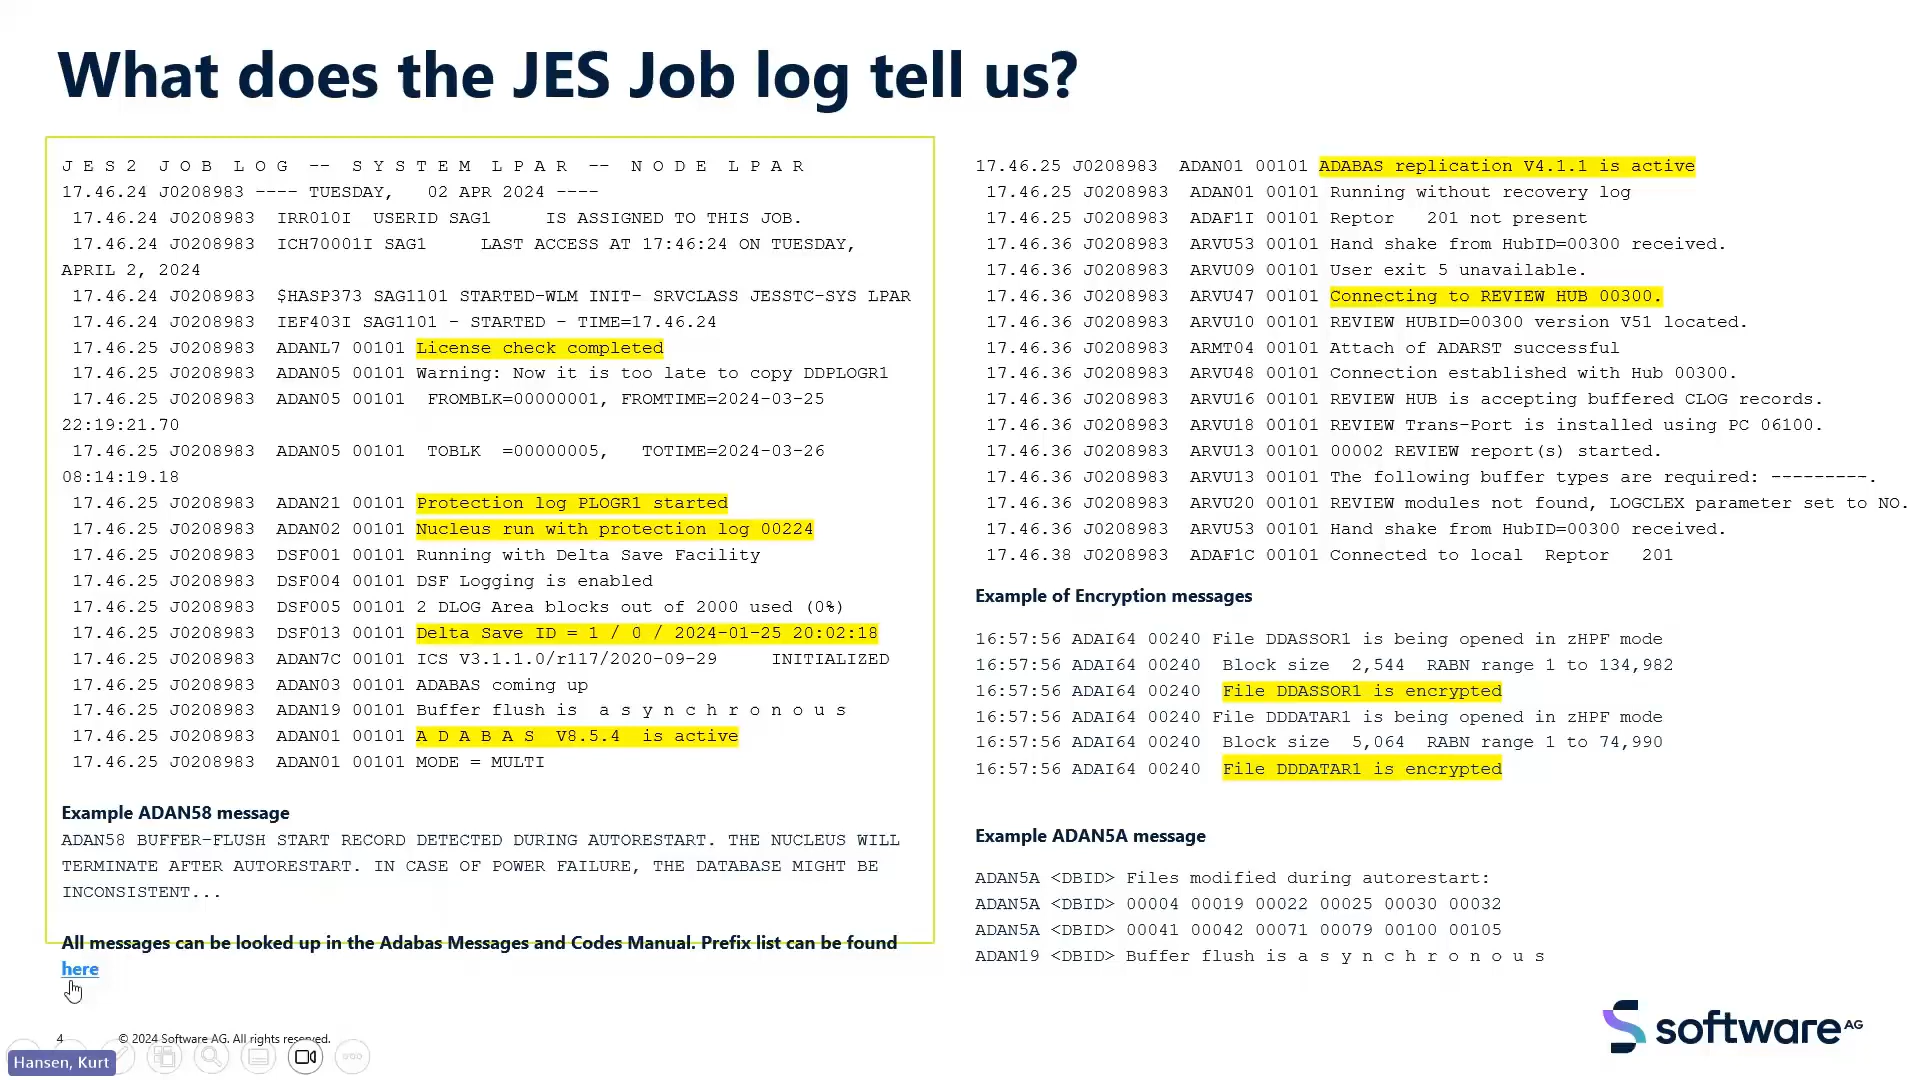 What does the JES Job log tell us?
J E S 2  J O B  L O G  --  S Y S T E M  L P A R  --  N O D E  L P A R
17.46.24 J0208983 ---- TUESDAY,   02 APR 2024 ----
17.46.24 J0208983  IRR010I  USERID SAG1     IS ASSIGNED TO THIS JOB.
17.46.24 J0208983  ICH70001I SAG1     LAST ACCESS AT 17:46:24 ON TUESDAY,
APRIL 2, 2024
17.46.24 J0208983  $HASP373 SAG1101 STARTED-WLM INIT- SRVCLASS JESSTC-SYS LPAR
17.46.24 J0208983  IEF403I SAG1101 - STARTED - TIME=17.46.24
17.46.25 J0208983  ADANL7 00101 License check completed
17.46.25 J0208983  ADAN05 00101 Warning: Now it is too late to copy DDPLOGR1
17.46.25 J0208983  ADAN05 00101  FROMBLK=00000001, FROMTIME=2024-03-25
22:19:21.70
17.46.25 J0208983  ADAN05 00101  TOBLK  =00000005,   TOTIME=2024-03-26
08:14:19.18
17.46.25 J0208983  ADAN21 00101 Protection log PLOGR1 started
17.46.25 J0208983  ADAN02 00101 Nucleus run with protection log 00224
17.46.25 J0208983  DSF001 00101 Running with Delta Save Facility
17.46.25 J0208983  DSF004 00101 DSF Logging is enabled
17.46.25 J0208983  DSF005 00101 2 DLOG Area blocks out of 2000 used (0%)
17.46.25 J0208983  DSF013 00101 Delta Save ID = 1 / 0 / 2024-01-25 20:02:18
17.46.25 J0208983  ADAN7C 00101 ICS V3.1.1.0/r117/2020-09-29     INITIALIZED
17.46.25 J0208983  ADAN03 00101 ADABAS coming up
17.46.25 J0208983  ADAN19 00101 Buffer flush is  a s y n c h r o n o u s
17.46.25 J0208983  ADAN01 00101 A D A B A S  V8.5.4  is active
17.46.25 J0208983  ADAN01 00101 MODE = MULTI
Example ADAN58 message
ADAN58 BUFFER-FLUSH START RECORD DETECTED DURING AUTORESTART. THE NUCLEUS WILL
TERMINATE AFTER AUTORESTART. IN CASE OF POWER FAILURE, THE DATABASE MIGHT BE
INCONSISTENT...
All messages can be looked up in the Adabas Messages and Codes Manual. Prefix list can be found
here
17.46.25 J0208983  ADAN01 00101 ADABAS replication V4.1.1 is active
17.46.25 J0208983  ADAN01 00101 Running without recovery log
17.46.25 J0208983  ADAF1I 00101 Reptor   201 not present
17.46.36 J0208983  ARVU53 00101 Hand shake from HubID=00300 received.
17.46.36 J0208983  ARVU09 00101 User exit 5 unavailable.
17.46.36 J0208983  ARVU47 00101 Connecting to REVIEW HUB 00300.
17.46.36 J0208983  ARVU10 00101 REVIEW HUBID=00300 version V51 located.
17.46.36 J0208983  ARMT04 00101 Attach of ADARST successful
17.46.36 J0208983  ARVU48 00101 Connection established with Hub 00300.
17.46.36 J0208983  ARVU16 00101 REVIEW HUB is accepting buffered CLOG records.
17.46.36 J0208983  ARVU18 00101 REVIEW Trans-Port is installed using PC 06100.
17.46.36 J0208983  ARVU13 00101 00002 REVIEW report(s) started.
17.46.36 J0208983  ARVU13 00101 The following buffer types are required: ---------.
17.46.36 J0208983  ARVU20 00101 REVIEW modules not found, LOGCLEX parameter set to NO.
17.46.36 J0208983  ARVU53 00101 Hand shake from HubID=00300 received.
17.46.38 J0208983  ADAF1C 00101 Connected to local  Reptor   201
Example of Encryption messages
16:57:56 ADAI64 00240 File DDASSOR1 is being opened in zHPF mode
16:57:56 ADAI64 00240  Block size  2,544  RABN range 1 to 134,982
16:57:56 ADAI64 00240  File DDASSOR1 is encrypted
16:57:56 ADAI64 00240 File DDDATAR1 is being opened in zHPF mode
16:57:56 ADAI64 00240  Block size  5,064  RABN range 1 to 74,990
16:57:56 ADAI64 00240  File DDDATAR1 is encrypted
Example ADAN5A message
ADAN5A <DBID> Files modified during autorestart:
ADAN5A <DBID> 00004 00019 00022 00025 00030 00032
ADAN5A <DBID> 00041 00042 00071 00079 00100 00105
ADAN19 <DBID> Buffer flush is a s y n c h r o n o u s
4
© 2024 Software AG. All rights reserved.
Hansen, Kurt
software AG